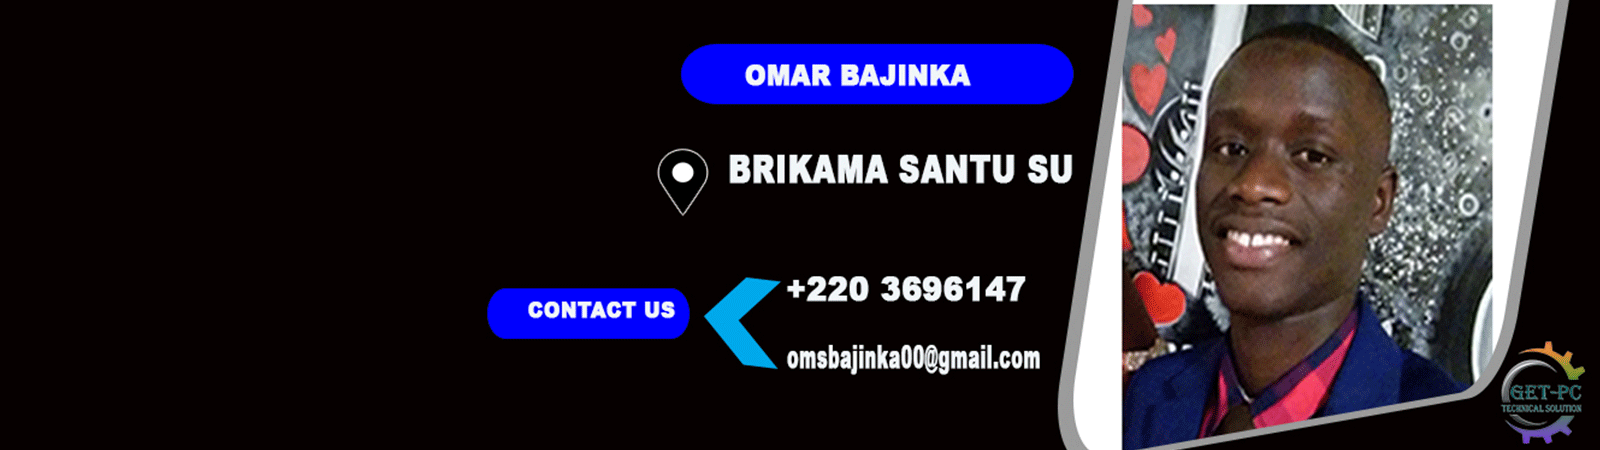 OMAR BAJINKA
BRIKAMA SANTU SU
+220 3696147
CONTACT US
omsbajinka00@gmail.com
GET-PC
TECHNICAL SOLUTION